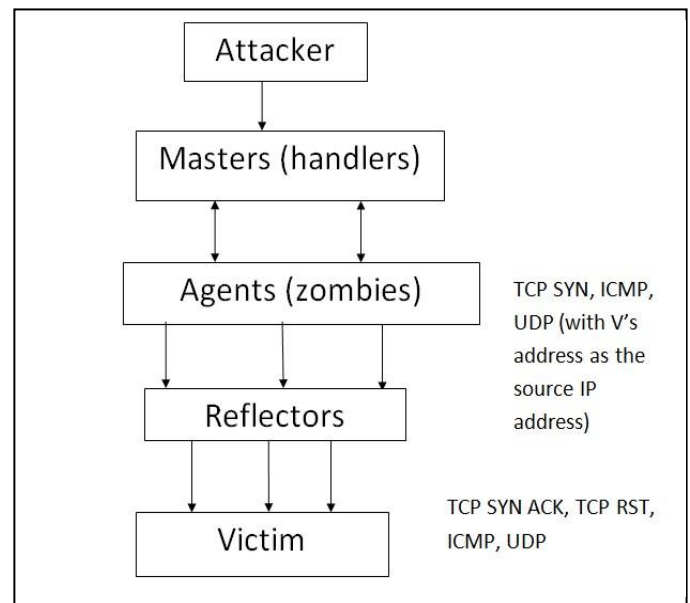 Attacker
Masters (handlers)
Agents (zombies)
TCP SYN, ICMP,
UDP (with V's
address as the
source IP
address)
Reflectors
TCP SYN ACK, TCP RST,
ICMP, UDP
Victim